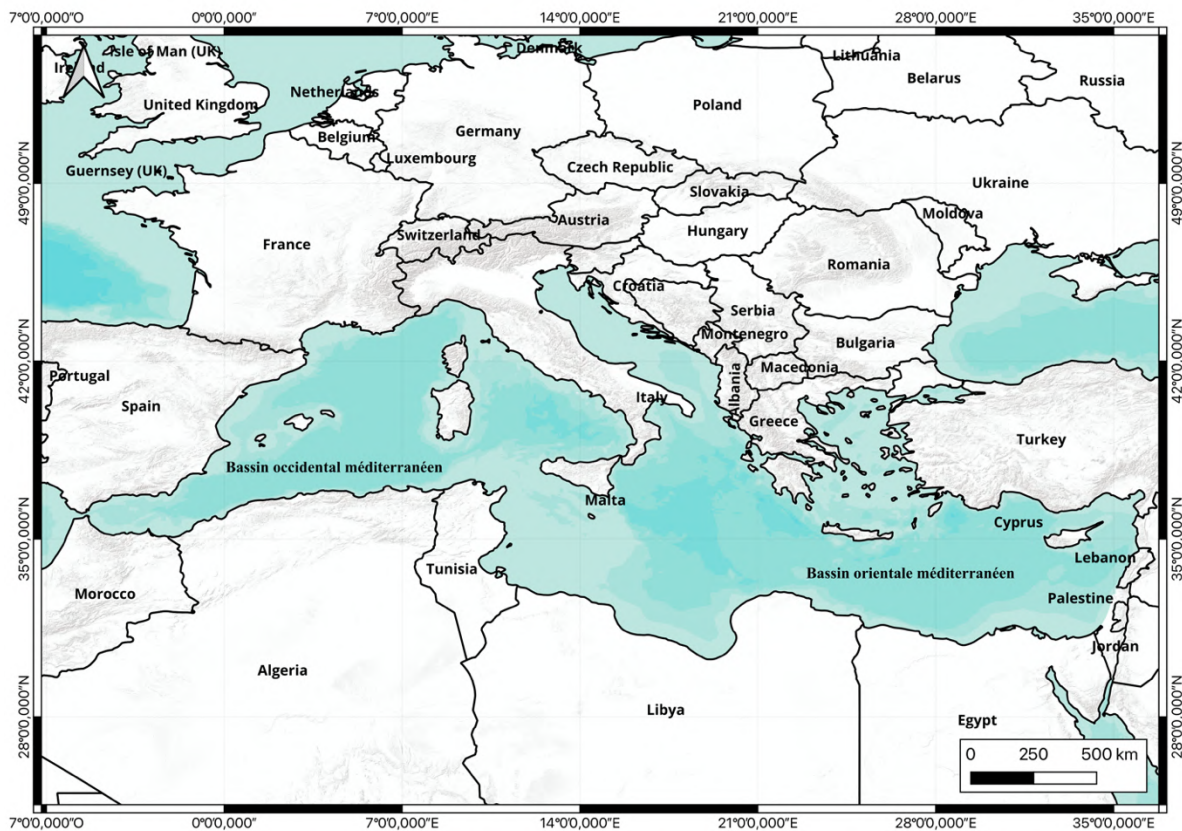 7°0'0,000"O 0°0'0,000" 7°0'0,000"E 14°0'0,000"E 21°0'0,000"E 28°0'0,000"E 35°0'0,000"E
Isle of Man (UK)
Denmark
Lithuania
Belarus
Russia
United Kingdom
Netherlands
Poland
Belgium
Germany
Luxembourg
Czech Republic
Guernsey (UK)
Ukraine
Slovakia
49°0'0,000"N
49°0'0,000"N
Austria
Moldova
Switzerland
Hungary
France
Romania
Croatia
Serbia
Montenegro
Bulgaria
42°0'0,000"N
42°0'0,000"N
Macedonia
Portugal
Albania
Spain
Italy
Greece
Turkey
Bassin occidental méditerranéen
Malta
Cyprus
35°0'0,000"N
35°0'0,000"N
Lebanon
Tunisia
Bassin orientale méditerranéen
Morocco
Palestine
Jordan
Algeria
Libya
Egypt
28°0'0,000"N
28°0'0,000"N
0 250 500 km
7°0'0,000"O 0°0'0,000" 7°0'0,000"E 14°0'0,000"E 21°0'0,000"E 28°0'0,000"E 35°0'0,000"E